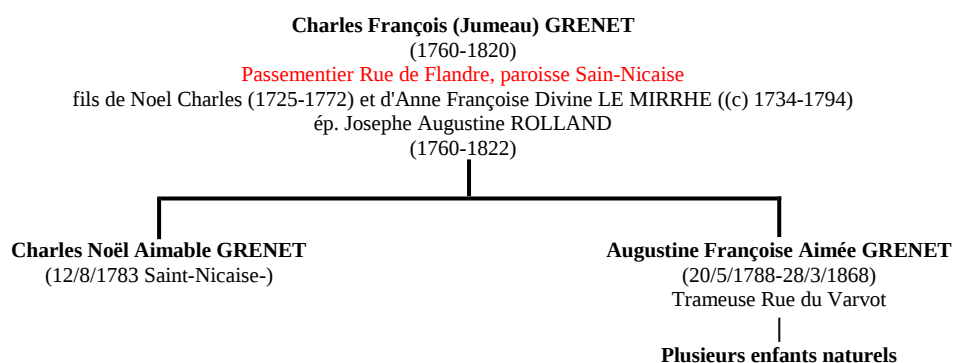 Charles François (Jumeau) GRENET
(1760-1820)
Passementier Rue de Flandre, paroisse Sain-Nicaise
fils de Noel Charles (1725-1772) et d'Anne Françoise Divine LE MIRRHE ((c) 1734-1794)
ép. Josephe Augustine ROLLAND
(1760-1822)
Charles Noël Aimable GRENET
(12/8/1783 Saint-Nicaise-)
Augustine Françoise Aimée GRENET
(20/5/1788-28/3/1868)
Trameuse Rue du Varvot
Plusieurs enfants naturels